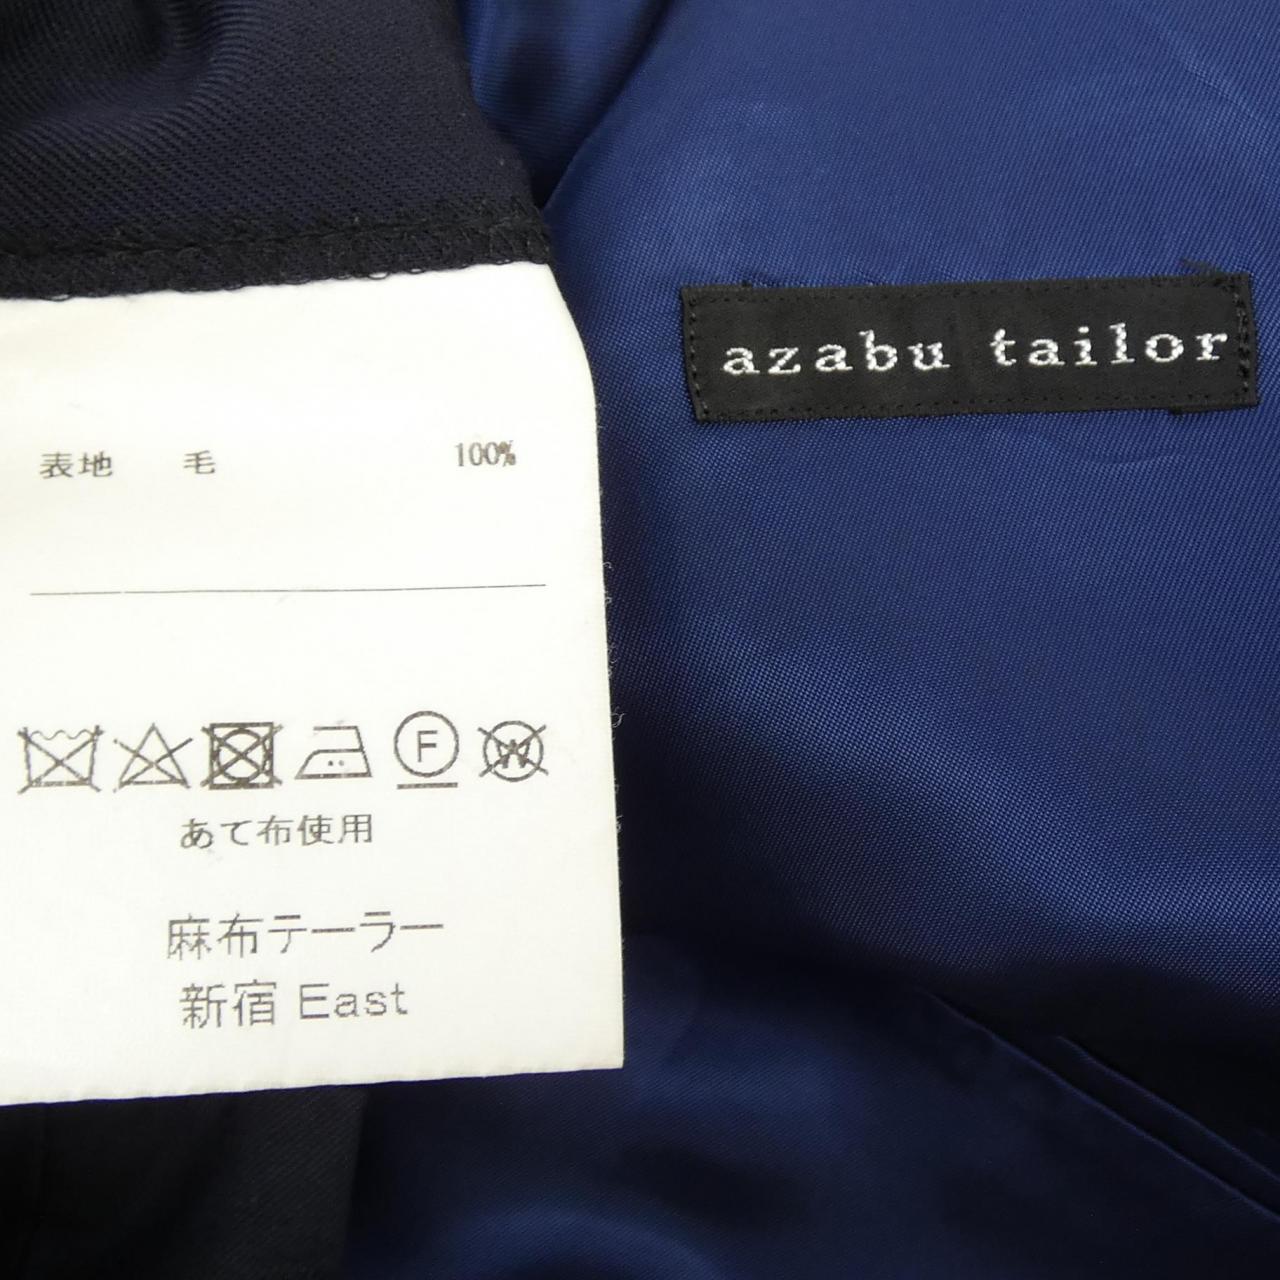 azabu tailor
表地 毛 100%
F W
あて布使用
麻布テーラー
新宿 East